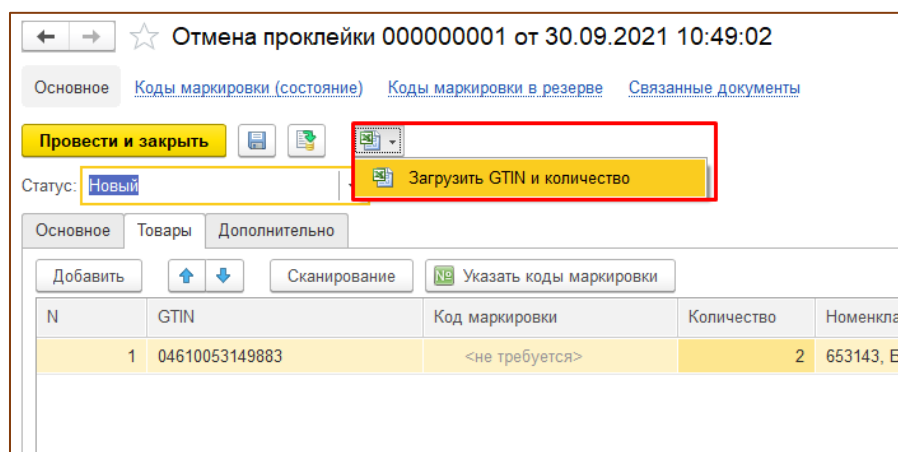 Отмена проклейки 000000001 от 30.09.2021 10:49:02
Основное Коды маркировки (состояние) Коды маркировки в резерве Связанные документы
Провести и закрыть
Загрузить GTIN и количество
Статус: Новый
Основное Товары Дополнительно
Добавить Сканирование Указать коды маркировки
N GTIN Код маркировки Количество Номенкла
1 04610053149883 <не требуется> 2 653143, Е